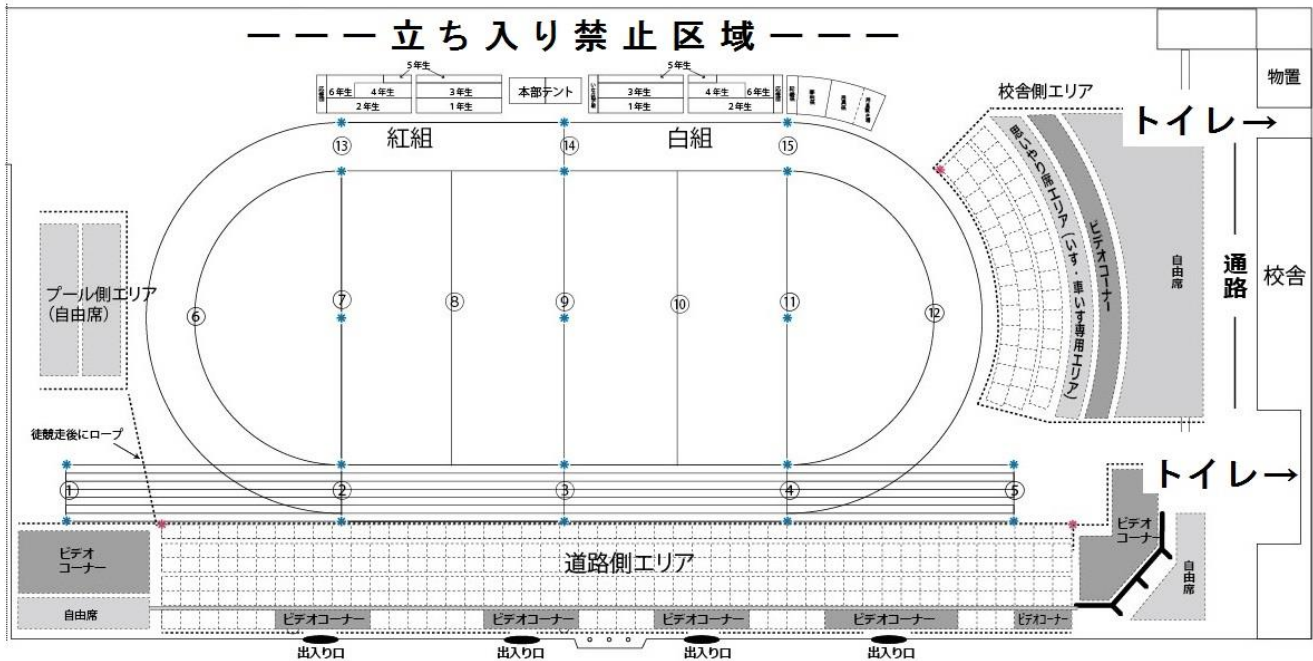 ーーー立ち入り禁止区域ーーー
5年生
6年生
4年生
3年生
2年生
1年生
本部テント
5年生
3年生
4年生
6年生
1年生
2年生
紅組
白組
校舎側エリア
物置
トイレ→
⑬
⑭
⑮
思いやり席エリア(いす・車いす専用エリア)
ビデオコーナー
自由席
通路
校舎
プール側エリア
(自由席)
⑥
⑦
⑧
⑨
⑩
⑪
⑫
徒競走後にロープ
トイレ→
①
②
③
④
⑤
ビデオ
コーナー
道路側エリア
ビデオ
コーナー
自由席
自由席
ビデオコーナー
ビデオコーナー
ビデオコーナー
ビデオコーナー
ビデオコーナー
出入り口
出入り口
出入り口
出入り口